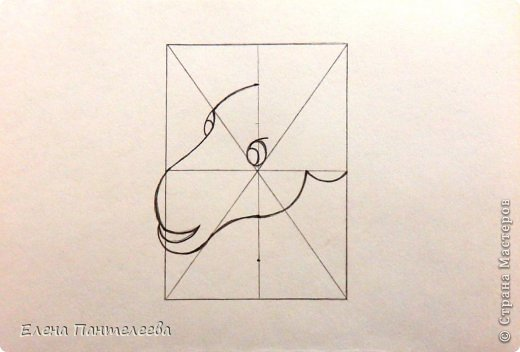 Елена Пантелеева
© Страна Мастеров